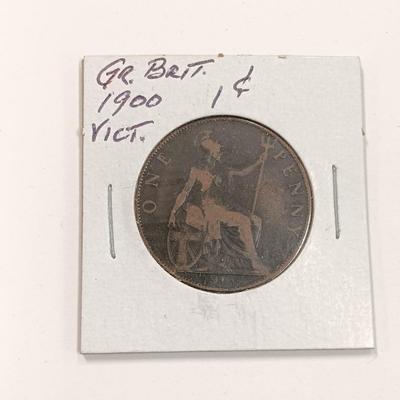 GR. BRIT.
1900 1¢
VICT.
ONE PENNY